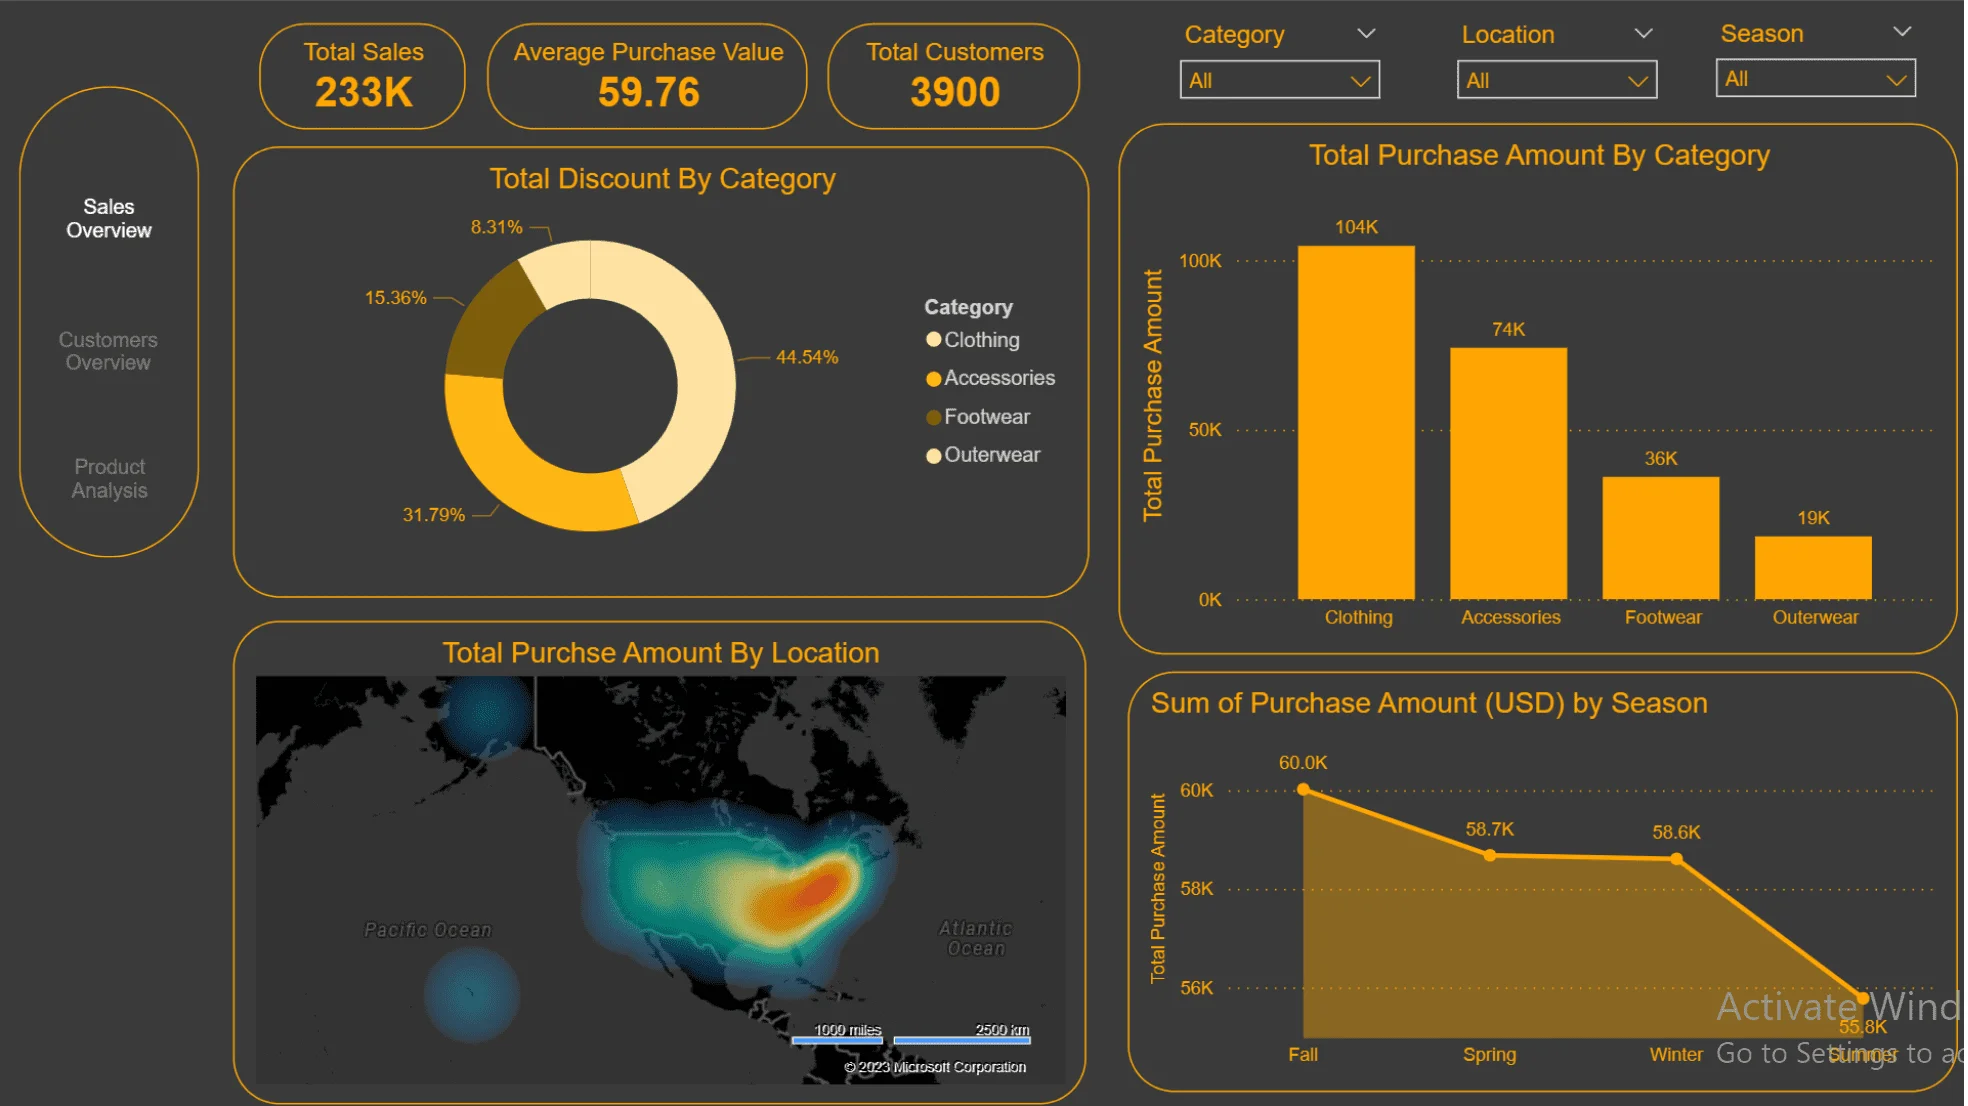 Total Sales
233K
Average Purchase Value
59.76
Total Customers
3900
Category
All
Location
All
Season
All
Sales
Overview
Customers
Overview
Product
Analysis
Total Discount By Category
8.31%
15.36%
44.54%
31.79%
Category
Clothing
Accessories
Footwear
Outerwear
Total Purchase Amount By Category
Total Purchase Amount
100K
50K
0K
104K
74K
36K
19K
Clothing
Accessories
Footwear
Outerwear
Total Purchse Amount By Location
Pacific Ocean
Atlantic
Ocean
1000 miles
2500 km
© 2023 Microsoft Corporation
Sum of Purchase Amount (USD) by Season
Total Purchase Amount
60K
58K
56K
60.0K
58.7K
58.6K
55.8K
Fall
Spring
Winter
Summer
Activate Wind
Go to Settings to ac